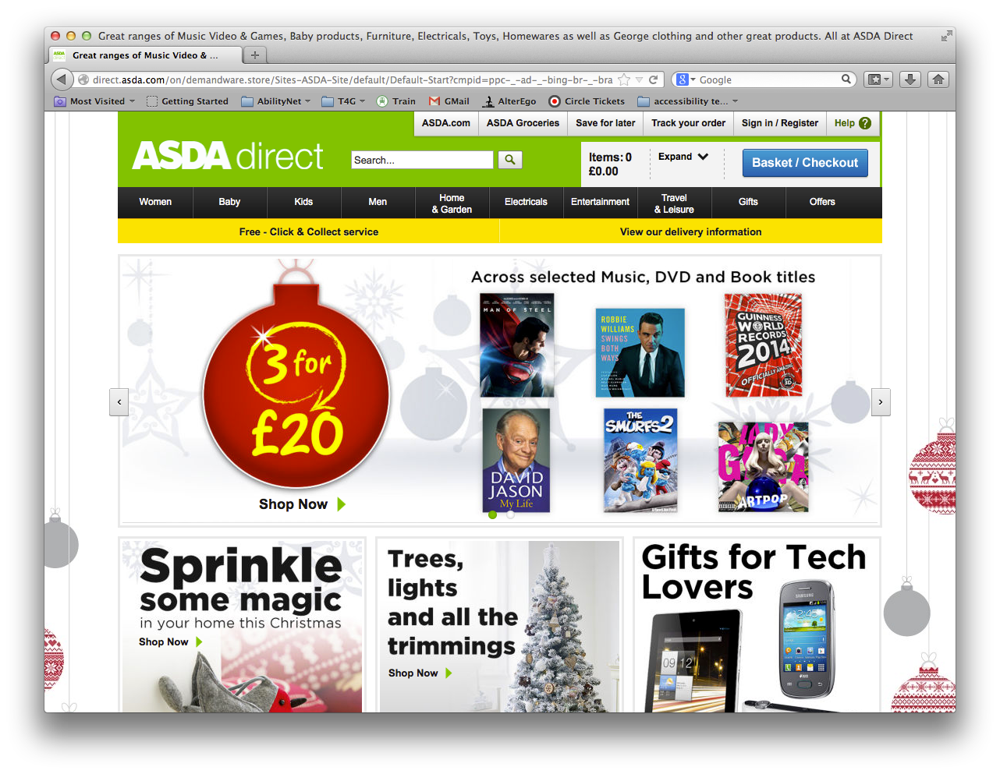 Great ranges of Music Video & Games, Baby products, Furniture, Electricals, Toys, Homewares as well as George clothing and other great products. All at ASDA Direct
ASDA direct
Great ranges of Music Video & ...
direct.asda.com/on/demandware.store/Sites-ASDA-Site/default/Default-Start?cmpid=ppc-_-ad-_-bing-br-_-bra
Google
Most Visited
Getting Started
AbilityNet
T4G
Train
GMail
AlterEgo
Circle Tickets
accessibility te...
ASDA.com
ASDA Groceries
Save for later
Track your order
Sign in / Register
Help ?
ASDA direct
Search...
Items: 0
£0.00
Expand
Basket / Checkout
Women
Baby
Kids
Men
Home
& Garden
Electricals
Entertainment
Travel
& Leisure
Gifts
Offers
Free - Click & Collect service
View our delivery information
3 for
£20
Shop Now
Across selected Music, DVD and Book titles
MAN OF STEEL
ROBBIE
WILLIAMS
SWINGS
BOTH
WAYS
GUINNESS
WORLD
RECORDS
2014
OFFICIALLY AMAZING
DAVID
JASON
My Life
THE
SMURFS 2
LADY
GAGA
ARTPOP
Sprinkle
some magic
in your home this Christmas
Shop Now
Trees,
lights
and all the
trimmings
Shop Now
Gifts for Tech
Lovers
SAMSUNG
09 12